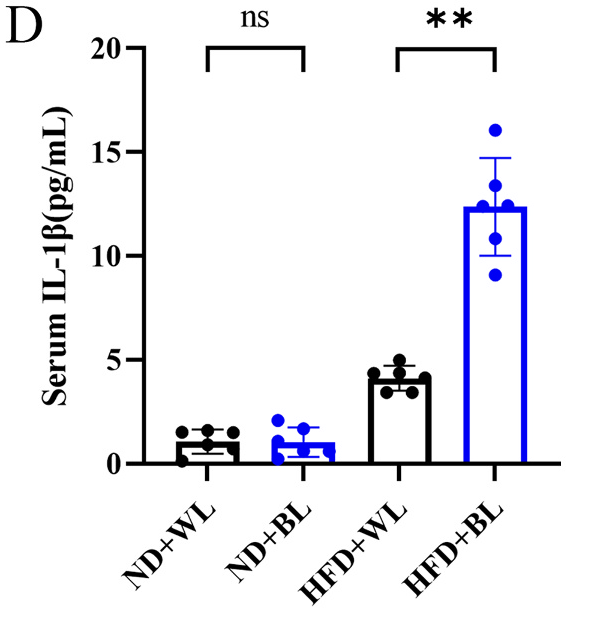 D
ns
**
Serum IL-1β(pg/mL)
20
15
10
5
0
ND+WL
ND+BL
HFD+WL
HFD+BL